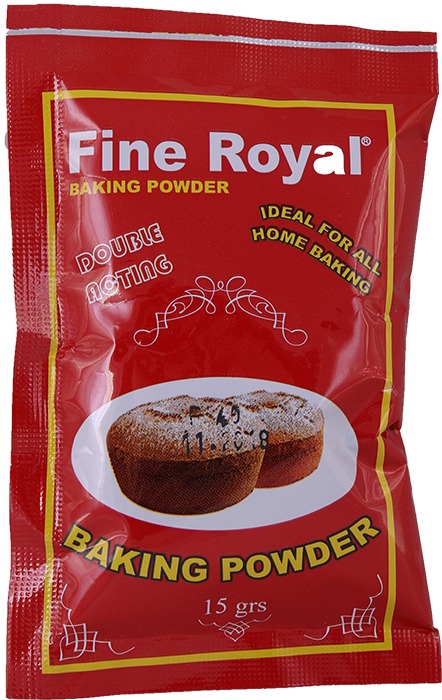 Fine Royal®
BAKING POWDER
DOUBLE
ACTING
IDEAL FOR ALL
HOME BAKING
BAKING POWDER
15 grs